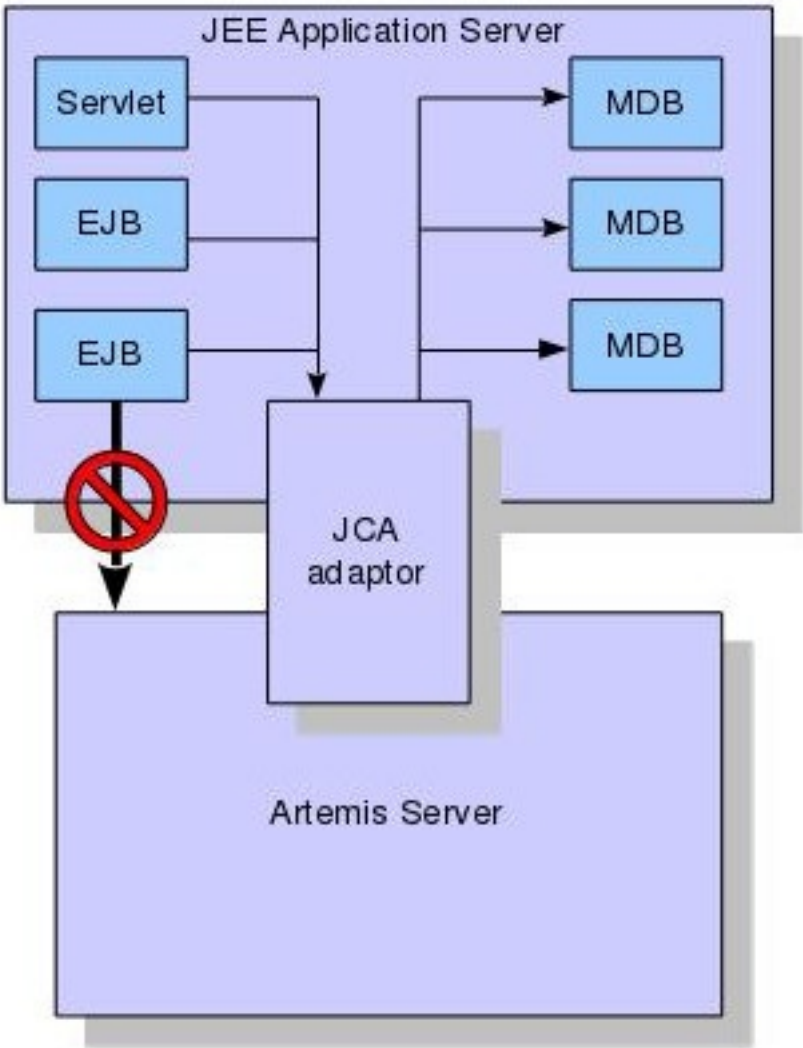 JEE Application Server
Servlet
EJB
EJB
MDB
MDB
MDB
JCA
adaptor
Artemis Server